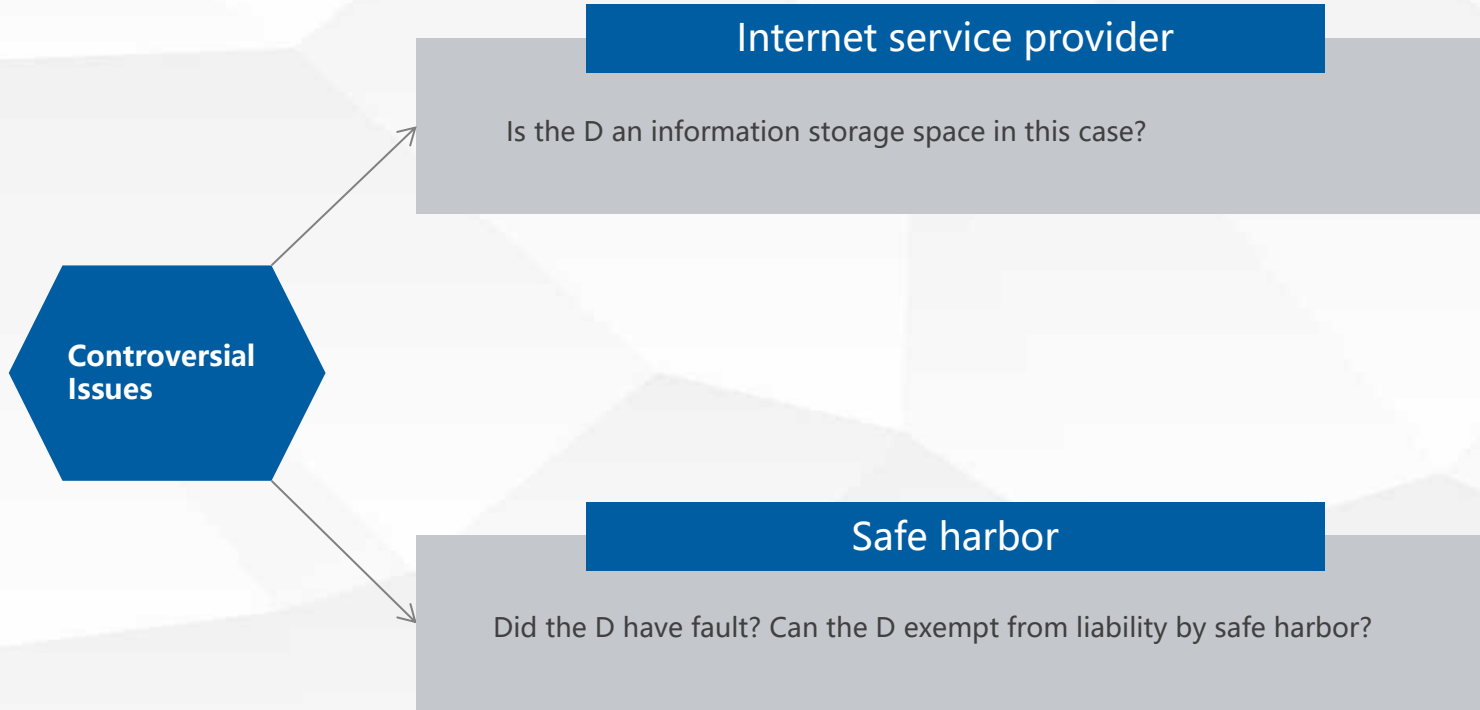 Internet service provider
Is the D an information storage space in this case?
Controversial
Issues
Safe harbor
Did the D have fault? Can the D exempt from liability by safe harbor?